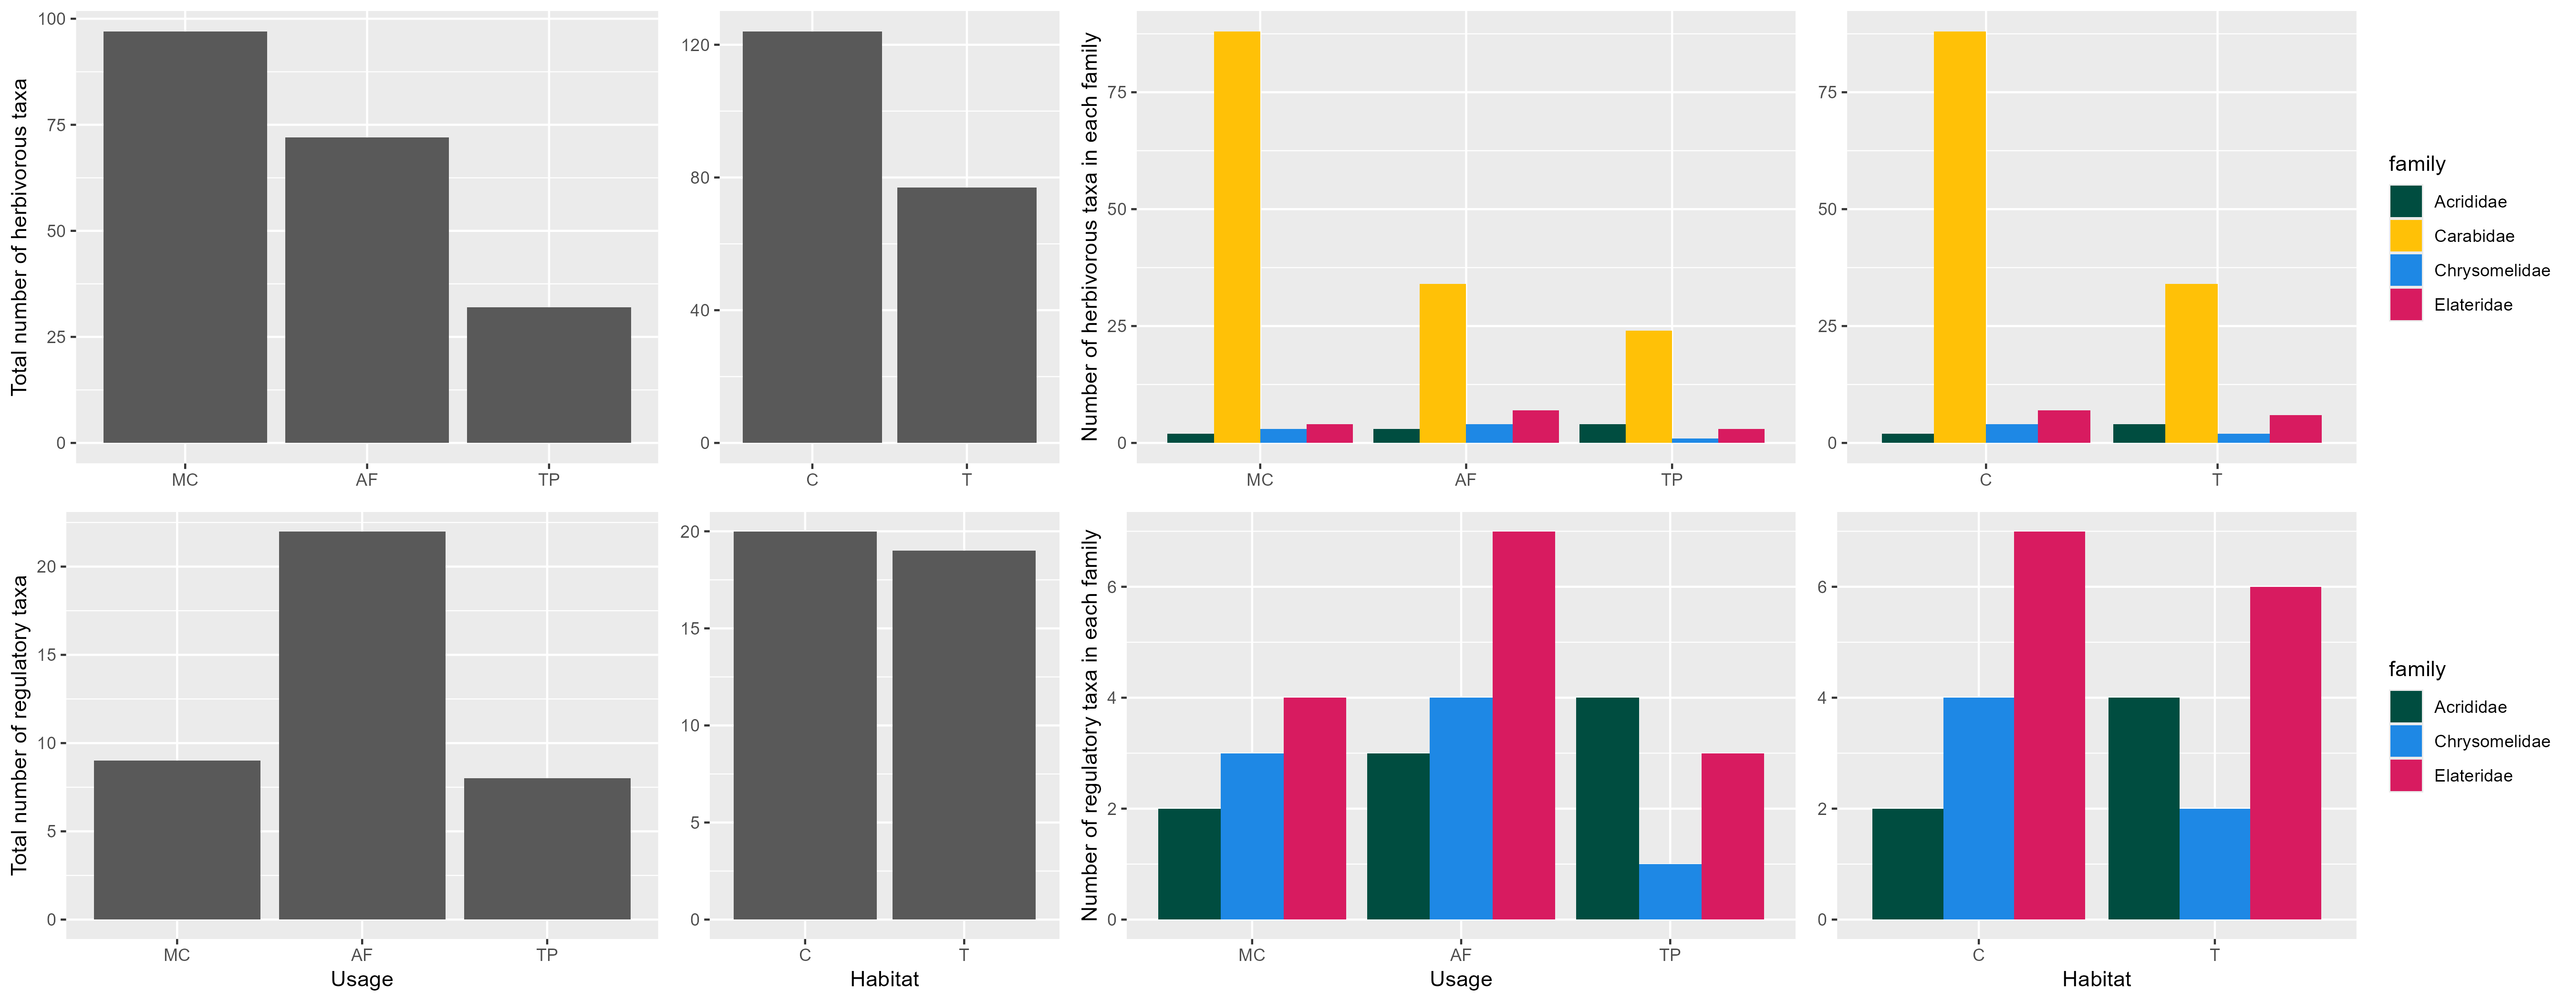 Total number of herbivorous taxa
100
75
50
25
0
MC AF TP
120
80
40
0
C T
Number of herbivorous taxa in each family
75
50
25
0
MC AF TP
75
50
25
0
C T
family
Acrididae
Carabidae
Chrysomelidae
Elateridae
Total number of regulatory taxa
20
15
10
5
0
MC AF TP
Usage
20
15
10
5
0
C T
Habitat
Number of regulatory taxa in each family
6
4
2
0
MC AF TP
Usage
6
4
2
0
C T
Habitat
family
Acrididae
Chrysomelidae
Elateridae